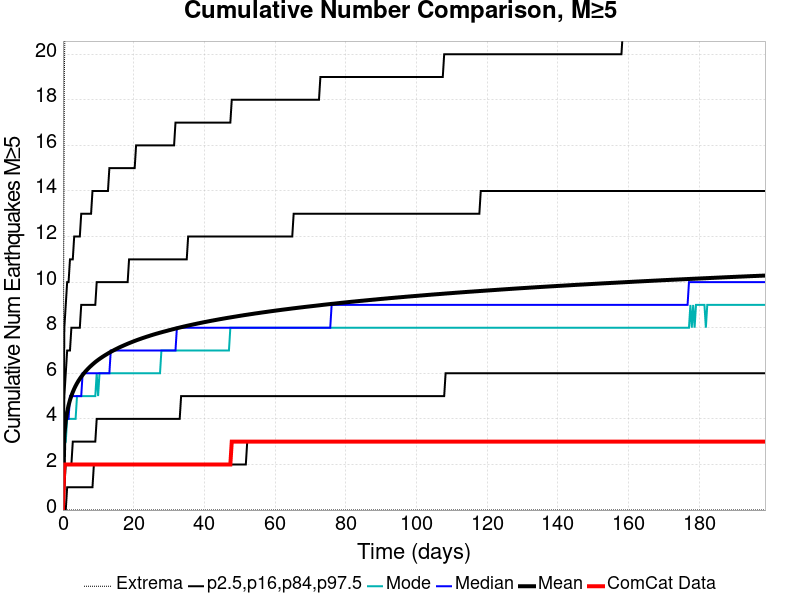 Cumulative Number Comparison, M≥5
Cumulative Num Earthquakes M≥5
20
18
16
14
12
10
8
6
4
2
0
0 20 40 60 80 100 120 140 160 180
Time (days)
Extrema p2.5,p16,p84,p97.5 Mode Median Mean ComCat Data